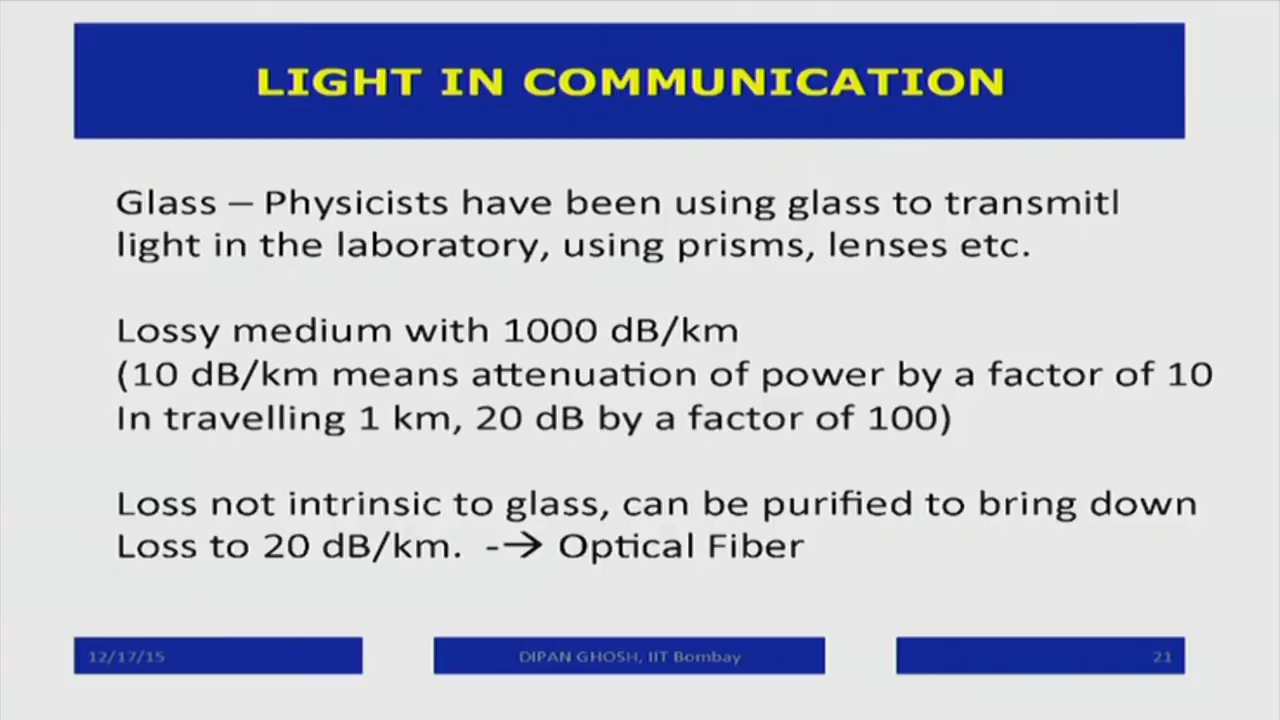 LIGHT IN COMMUNICATION
Glass – Physicists have been using glass to transmitl
light in the laboratory, using prisms, lenses etc.
Lossy medium with 1000 dB/km
(10 dB/km means attenuation of power by a factor of 10
In travelling 1 km, 20 dB by a factor of 100)
Loss not intrinsic to glass, can be purified to bring down
Loss to 20 dB/km. -→ Optical Fiber
12/17/15
DIPAN GHOSH, IIT Bombay
21